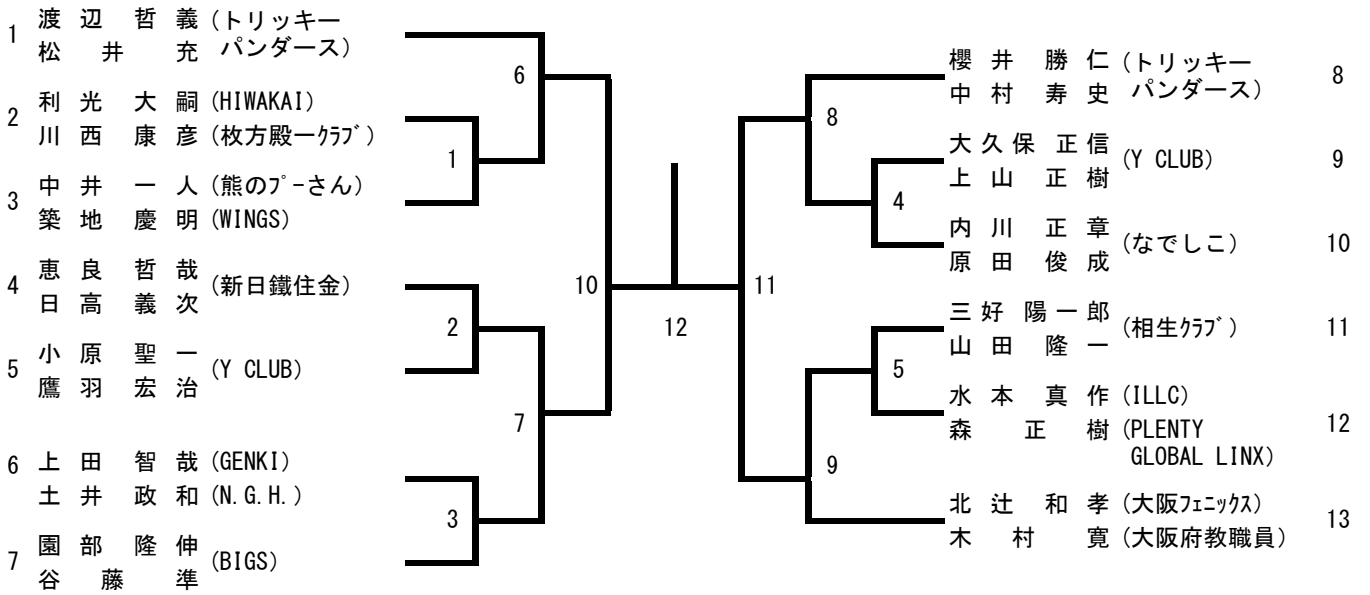 1 渡辺哲義 (トリッキー
松井充 パンダース)
2 利光大嗣 (HIWAKAI)
川西康彦 (枚方殿一ｸﾗﾌﾞ)
3 中井一人 (熊のﾌﾟｰさん)
築地慶明 (WINGS)
4 恵良哲哉 (新日鐵住金)
日高義次
5 小原聖一 (Y CLUB)
鷹羽宏治
6 上田智哉 (GENKI)
土井政和 (N.G.H.)
7 園部隆伸 (BIGS)
谷藤準
6
1
2
7
3
10
12
11
8
4
5
9
櫻井勝仁 (トリッキー 8
中村寿史 パンダース)
大久保正信 (Y CLUB) 9
上山正樹
内川正章 (なでしこ) 10
原田俊成
三好陽一郎 (相生ｸﾗﾌﾞ) 11
山田隆一
水本真作 (ILLC) 12
森正樹 (PLENTY
GLOBAL LINX)
北辻和孝 (大阪ﾌｪﾆｯｸｽ) 13
木村寛 (大阪府教職員)